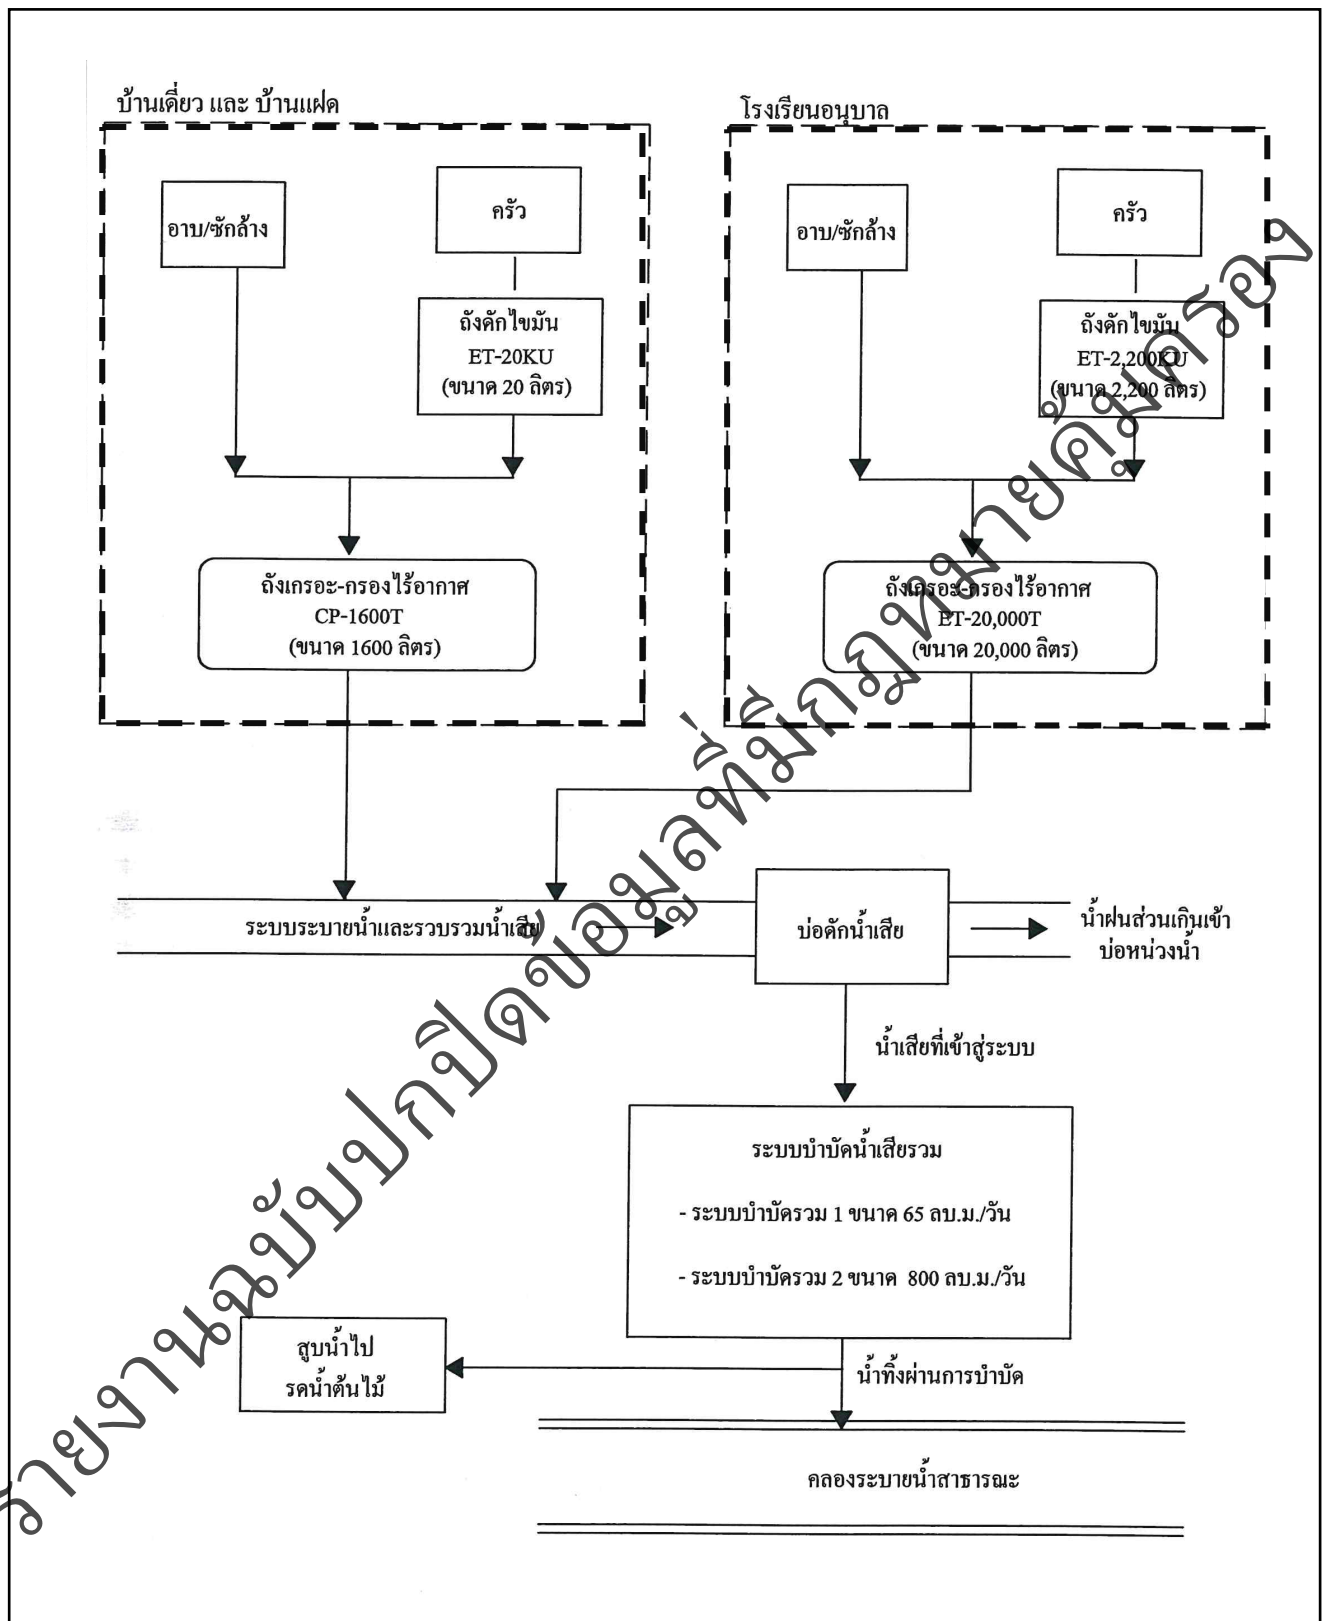 บ้านเดี่ยว และ บ้านแฝด
อาบ/ซักล้าง
ครัว
ถังดักไขมัน
ET-20KU
(ขนาด 20 ลิตร)
ถังเกรอะ-กรองไร้อากาศ
CP-1600T
(ขนาด 1600 ลิตร)
โรงเรียนอนุบาล
อาบ/ซักล้าง
ครัว
ถังดักไขมัน
ET-2,200KU
(ขนาด 2,200 ลิตร)
ถังเกรอะ-กรองไร้อากาศ
ET-20,000T
(ขนาด 20,000 ลิตร)
ระบบระบายน้ำและรวบรวมน้ำเสีย
บ่อดักน้ำเสีย
น้ำฝนส่วนเกินเข้า
บ่อหน่วงน้ำ
น้ำเสียที่เข้าสู่ระบบ
ระบบบำบัดน้ำเสียรวม
- ระบบบำบัดรวม 1 ขนาด 65 ลบ.ม./วัน
- ระบบบำบัดรวม 2 ขนาด 800 ลบ.ม./วัน
สูบน้ำไป
รดน้ำต้นไม้
น้ำทิ้งผ่านการบำบัด
คลองระบายน้ำสาธารณะ
รายงานฉบับปกปิดข้อมูลที่มีกฎหมายคุ้มครอง